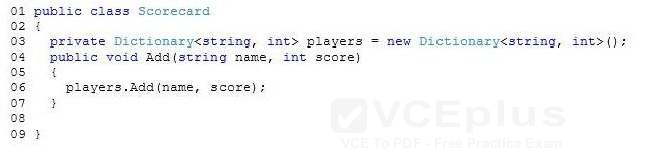 01 public class Scorecard
02 {
03 private Dictionary<string, int> players = new Dictionary<string, int>();
04 public void Add(string name, int score)
05 {
06 players.Add(name, score);
07 }
08
09 }
VCEplus
VCE To PDF - Free Practice Exam